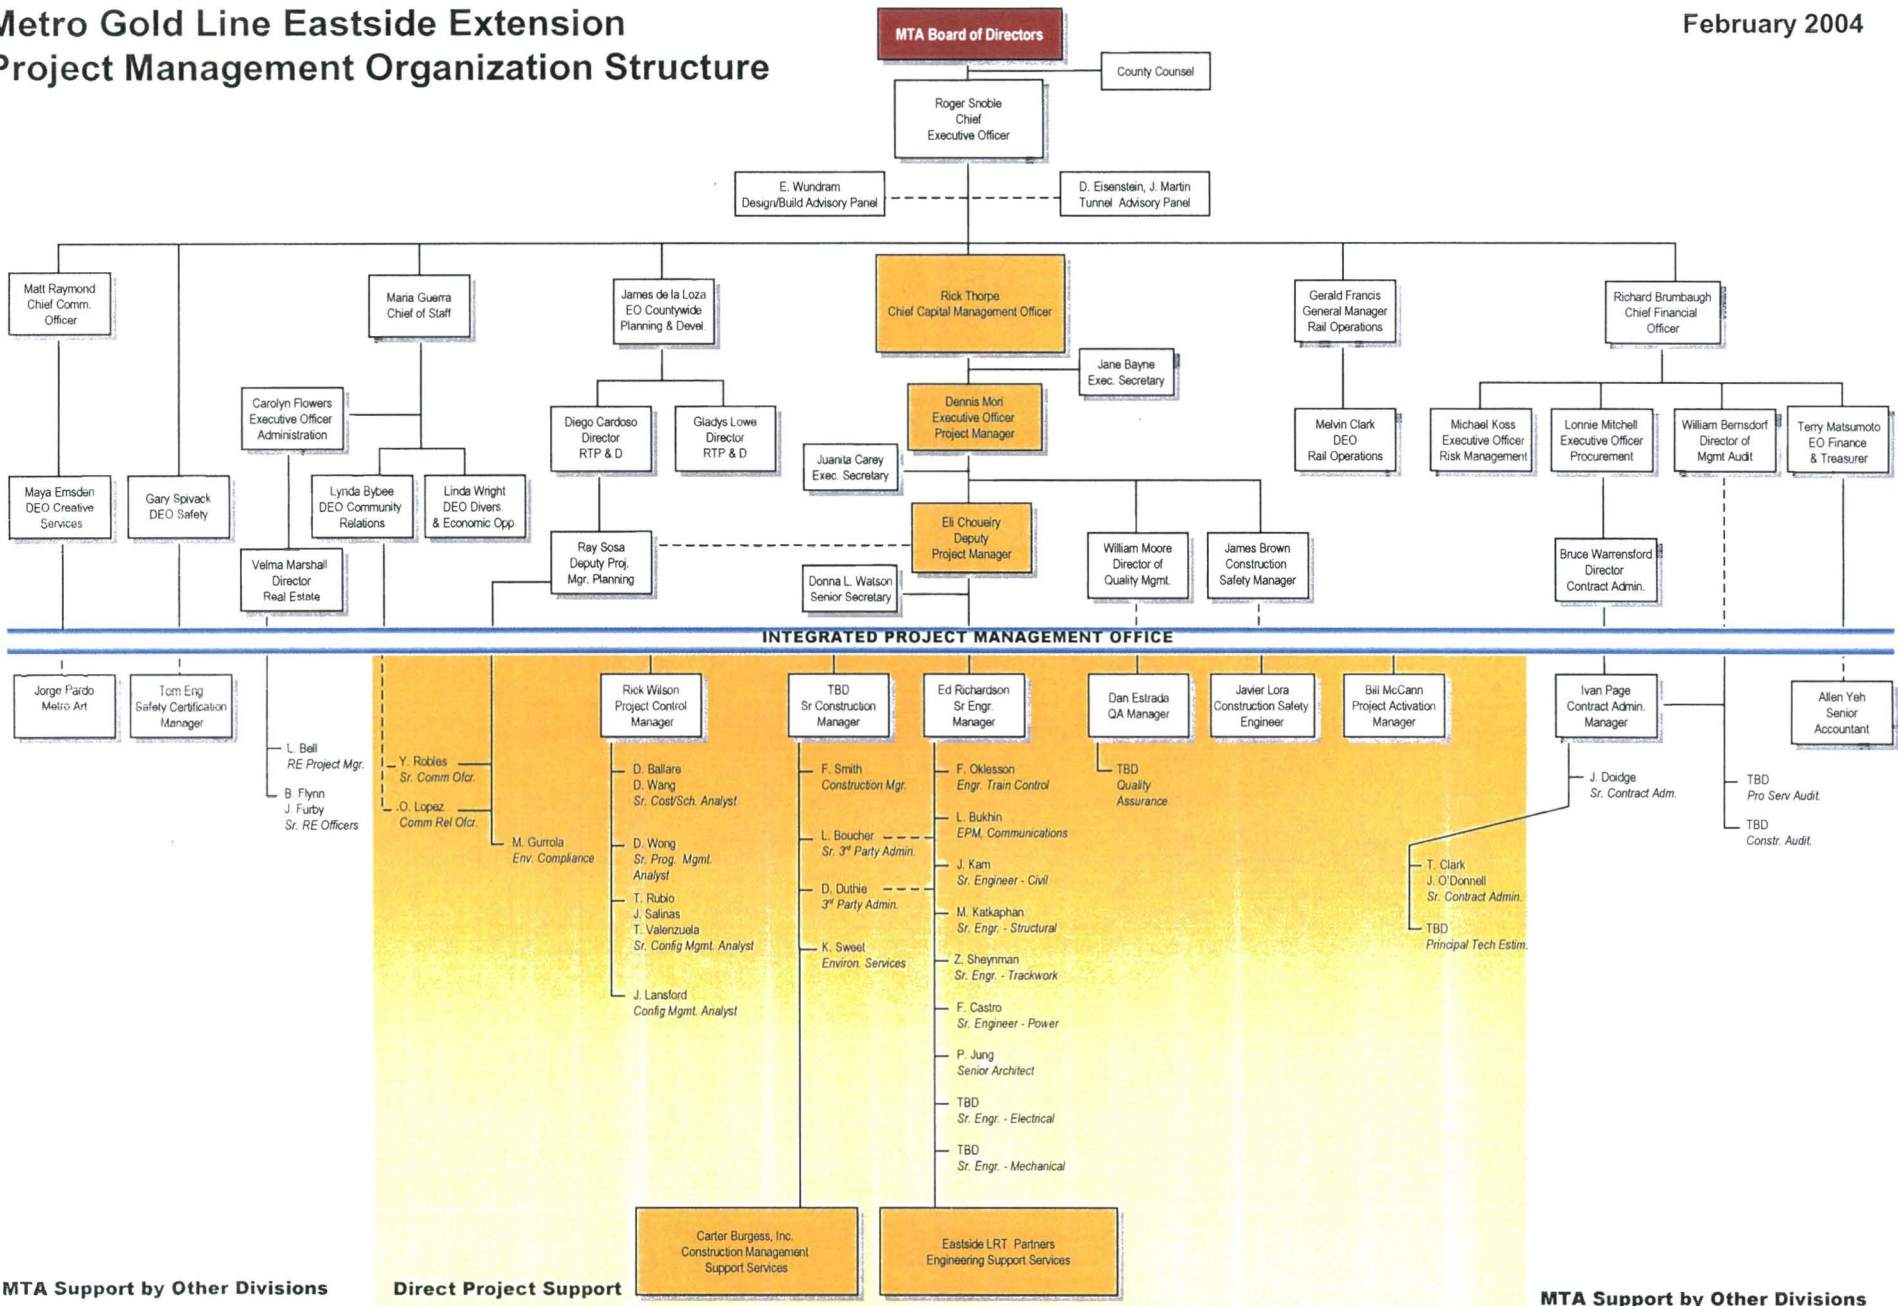 Metro Gold Line Eastside Extension
Project Management Organization Structure
February 2004
MTA Board of Directors
County Counsel
Roger Snoble
Chief
Executive Officer
E. Wundram
Design/Build Advisory Panel
D. Eisenstein, J. Martin
Tunnel Advisory Panel
Matt Raymond
Chief Comm.
Officer
Maria Guerra
Chief of Staff
James de la Loza
EO Countywide
Planning & Devel.
Rick Thorpe
Chief Capital Management Officer
Gerald Francis
General Manager
Rail Operations
Richard Brumbaugh
Chief Financial
Officer
Jane Bayne
Exec. Secretary
Carolyn Flowers
Executive Officer
Administration
Diego Cardoso
Director
RTP & D
Gladys Lowe
Director
RTP & D
Dennis Mori
Executive Officer
Project Manager
Melvin Clark
DEO
Rail Operations
Michael Koss
Executive Officer
Risk Management
Lonnie Mitchell
Executive Officer
Procurement
William Bernsdorf
Director of
Mgmt Audit
Terry Matsumoto
EO Finance
& Treasurer
Juanita Carey
Exec. Secretary
Maya Emsden
DEO Creative
Services
Gary Spivack
DEO Safety
Lynda Bybee
DEO Community
Relations
Linda Wright
DEO Divers.
& Economic Opp.
Velma Marshall
Director
Real Estate
Ray Sosa
Deputy Proj.
Mgr. Planning
Eli Choueiry
Deputy
Project Manager
Donna L. Watson
Senior Secretary
William Moore
Director of
Quality Mgmt.
James Brown
Construction
Safety Manager
Bruce Warrensford
Director
Contract Admin.
INTEGRATED PROJECT MANAGEMENT OFFICE
Jorge Pardo
Metro Art
Tom Eng
Safety Certification
Manager
Rick Wilson
Project Control
Manager
TBD
Sr Construction
Manager
Ed Richardson
Sr Engr.
Manager
Dan Estrada
QA Manager
Javier Lora
Construction Safety
Engineer
Bill McCann
Project Activation
Manager
Ivan Page
Contract Admin.
Manager
Allen Yeh
Senior
Accountant
L. Bell
RE Project Mgr.
B. Flynn
J. Furby
Sr. RE Officers
Y. Robles
Sr. Comm Ofcr.
O. Lopez
Comm Rel Ofcr.
M. Gurrola
Env. Compliance
D. Ballare
D. Wang
Sr. Cost/Sch. Analyst
D. Wong
Sr. Prog. Mgmt.
Analyst
T. Rubio
J. Salinas
T. Valenzuela
Sr. Config Mgmt. Analyst
J. Lansford
Config Mgmt. Analyst
F. Smith
Construction Mgr.
L. Boucher
Sr. 3rd Party Admin.
D. Duthie
3rd Party Admin.
K. Sweet
Environ. Services
F. Oklesson
Engr. Train Control
L. Bukhin
EPM, Communications
J. Kam
Sr. Engineer - Civil
M. Katkaphan
Sr. Engr. - Structural
Z. Sheynman
Sr. Engr. - Trackwork
F. Castro
Sr. Engineer - Power
P. Jung
Senior Architect
TBD
Sr. Engr. - Electrical
TBD
Sr. Engr. - Mechanical
TBD
Quality
Assurance
J. Doidge
Sr. Contract Adm.
T. Clark
J. O'Donnell
Sr. Contract Admin.
TBD
Principal Tech Estim.
TBD
Pro Serv Audit.
TBD
Constr. Audit.
Carter Burgess, Inc.
Construction Management
Support Services
Eastside LRT Partners
Engineering Support Services
MTA Support by Other Divisions
Direct Project Support
MTA Support by Other Divisions